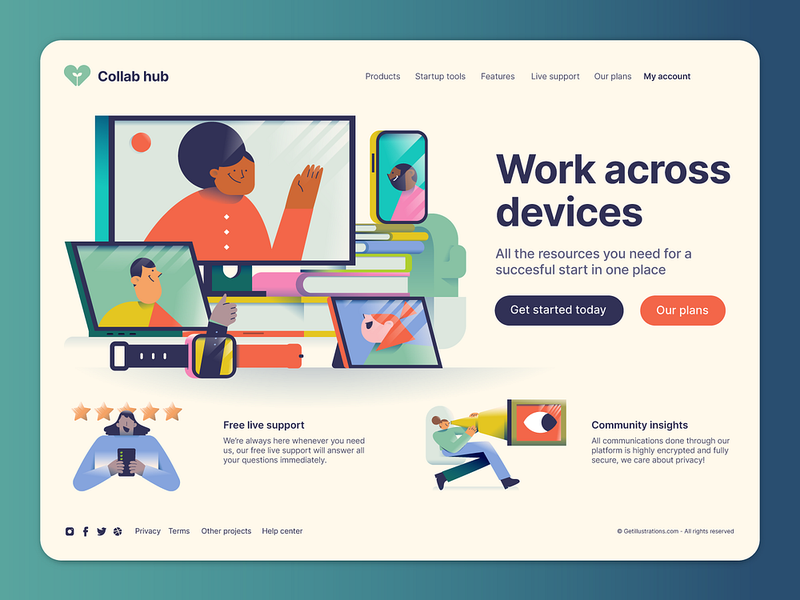 Collab hub
Products Startup tools Features Live support Our plans My account
Work across
devices
All the resources you need for a
succesful start in one place
Get started today Our plans
Free live support
We're always here whenever you need
us, our free live support will answer all
your questions immediately.
Community insights
All communications done through our
platform is highly encrypted and fully
secure, we care about privacy!
Privacy Terms Other projects Help center
© Getillustrations.com - All rights reserved